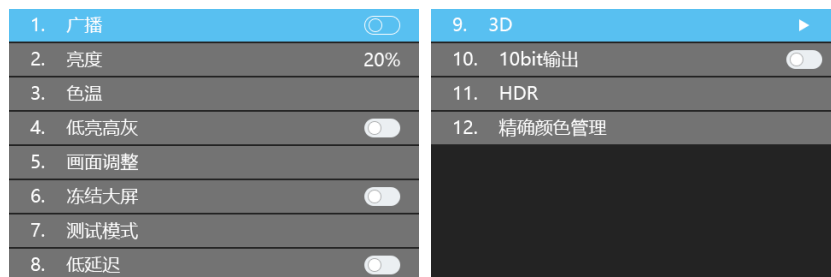 1. 广播
2. 亮度 20%
3. 色温
4. 低亮高灰
5. 画面调整
6. 冻结大屏
7. 测试模式
8. 低延迟
9. 3D
10. 10bit输出
11. HDR
12. 精确颜色管理